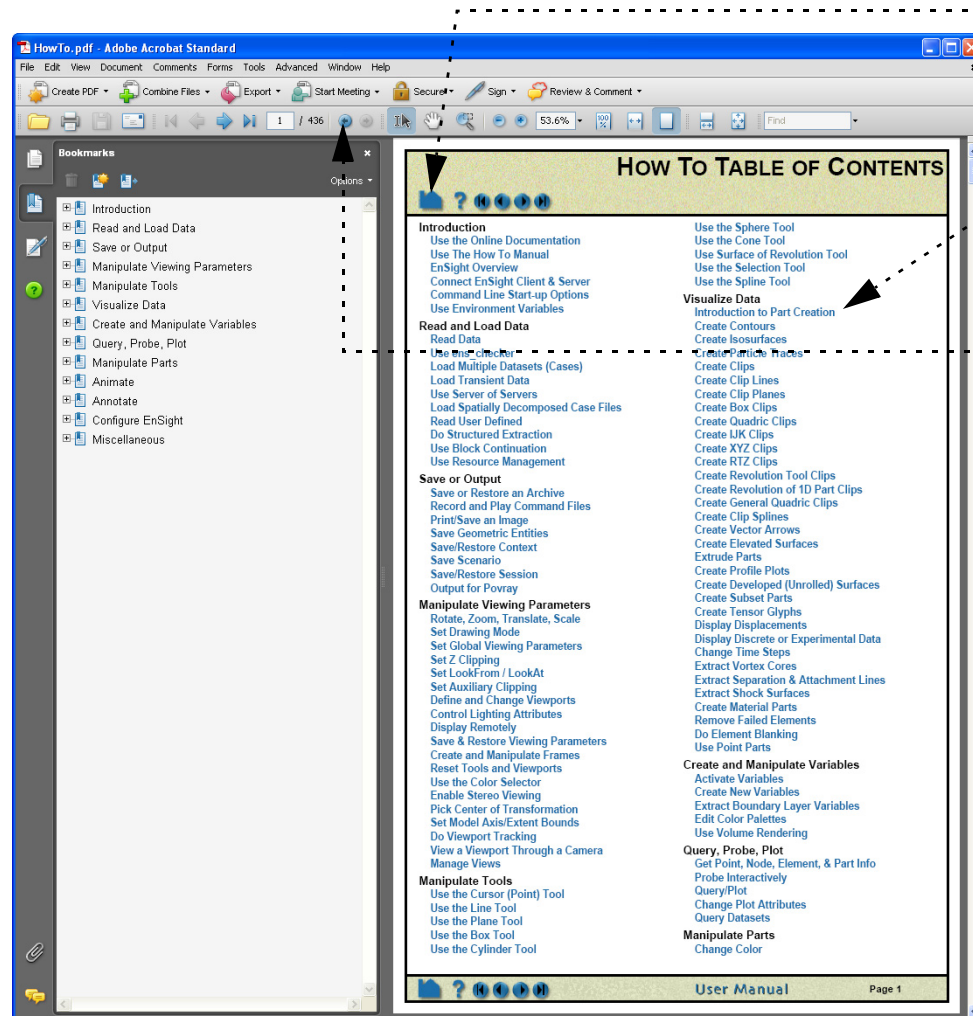 HowTo.pdf - Adobe Acrobat Standard
File Edit View Document Comments Forms Tools Advanced Window Help
Create PDF Combine Files Export Start Meeting Secure Sign Review & Comment
1 / 436 53.6% Find
Bookmarks
Options
Introduction
Read and Load Data
Save or Output
Manipulate Viewing Parameters
Manipulate Tools
Visualize Data
Create and Manipulate Variables
Query, Probe, Plot
Manipulate Parts
Animate
Annotate
Configure EnSight
Miscellaneous
HOW TO TABLE OF CONTENTS
Introduction
Use the Online Documentation
Use The How To Manual
EnSight Overview
Connect EnSight Client & Server
Command Line Start-up Options
Use Environment Variables
Read and Load Data
Read Data
Use ens_checker
Load Multiple Datasets (Cases)
Load Transient Data
Use Server of Servers
Load Spatially Decomposed Case Files
Read User Defined
Do Structured Extraction
Use Block Continuation
Use Resource Management
Save or Output
Save or Restore an Archive
Record and Play Command Files
Print/Save an Image
Save Geometric Entities
Save/Restore Context
Save Scenario
Save/Restore Session
Output for Povray
Manipulate Viewing Parameters
Rotate, Zoom, Translate, Scale
Set Drawing Mode
Set Global Viewing Parameters
Set Z Clipping
Set LookFrom / LookAt
Set Auxiliary Clipping
Define and Change Viewports
Control Lighting Attributes
Display Remotely
Save & Restore Viewing Parameters
Create and Manipulate Frames
Reset Tools and Viewports
Use the Color Selector
Enable Stereo Viewing
Pick Center of Transformation
Set Model Axis/Extent Bounds
Do Viewport Tracking
View a Viewport Through a Camera
Manage Views
Manipulate Tools
Use the Cursor (Point) Tool
Use the Line Tool
Use the Plane Tool
Use the Box Tool
Use the Cylinder Tool
Use the Sphere Tool
Use the Cone Tool
Use Surface of Revolution Tool
Use the Selection Tool
Use the Spline Tool
Visualize Data
Introduction to Part Creation
Create Contours
Create Isosurfaces
Create Particle Traces
Create Clips
Create Clip Lines
Create Clip Planes
Create Box Clips
Create Quadric Clips
Create IJK Clips
Create XYZ Clips
Create RTZ Clips
Create Revolution Tool Clips
Create Revolution of 1D Part Clips
Create General Quadric Clips
Create Clip Splines
Create Vector Arrows
Create Elevated Surfaces
Extrude Parts
Create Profile Plots
Create Developed (Unrolled) Surfaces
Create Subset Parts
Create Tensor Glyphs
Display Displacements
Display Discrete or Experimental Data
Change Time Steps
Extract Vortex Cores
Extract Separation & Attachment Lines
Extract Shock Surfaces
Create Material Parts
Remove Failed Elements
Do Element Blanking
Use Point Parts
Create and Manipulate Variables
Activate Variables
Create New Variables
Extract Boundary Layer Variables
Edit Color Palettes
Use Volume Rendering
Query, Probe, Plot
Get Point, Node, Element, & Part Info
Probe Interactively
Query/Plot
Change Plot Attributes
Query Datasets
Manipulate Parts
Change Color
User Manual Page 1